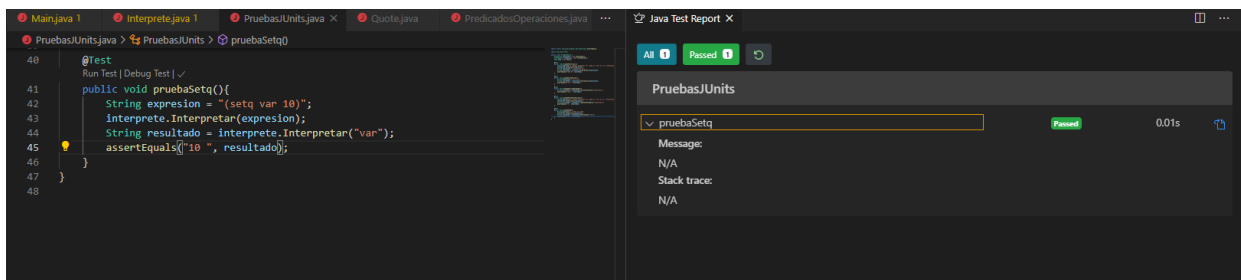 Main.java 1 Interprete.java 1 PruebasJUnits.java × Quote.java PredicadosOperaciones.java ···
PruebasJUnits.java > PruebasJUnits > pruebaSetq()
40 @Test
Run Test | Debug Test | ✓
41 public void pruebaSetq(){
42 String expresion = "(setq var 10)";
43 interprete.Interpretar(expresion);
44 String resultado = interprete.Interpretar("var");
45 assertEquals("10 ", resultado);
46 }
47 }
48
Java Test Report × ···
All 1 Passed 1
PruebasJUnits
pruebaSetq Passed 0.01s
Message:
N/A
Stack trace:
N/A